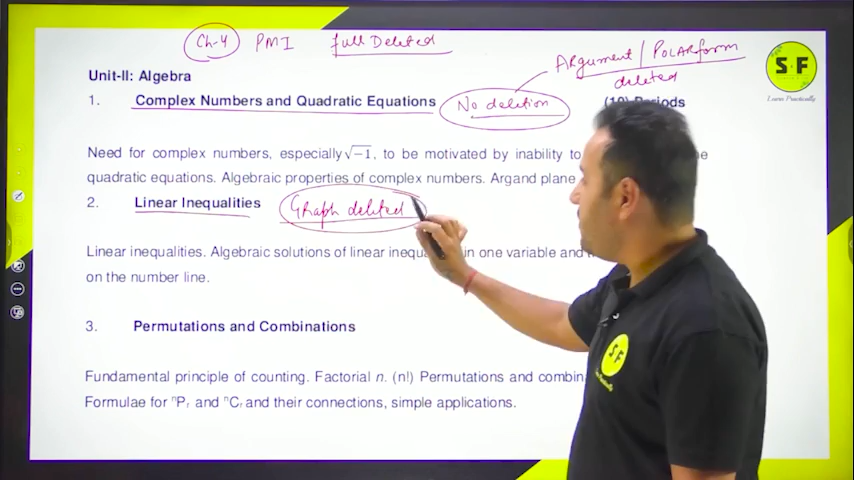 Ch-4 PMI full Deleted
Argument / Polar form
deleted
S F
Learn Practically
Unit-II: Algebra
1. Complex Numbers and Quadratic Equations No deletion (10) Periods
Need for complex numbers, especially √−1, to be motivated by inability to
quadratic equations. Algebraic properties of complex numbers. Argand plane
2. Linear Inequalities Graph deleted
Linear inequalities. Algebraic solutions of linear in one variable and
on the number line.
3. Permutations and Combinations
Fundamental principle of counting. Factorial n. (n!) Permutations and
Formulae for ⁿPᵣ and ⁿCᵣ and their connections, simple applications.
S F
Learn Practically